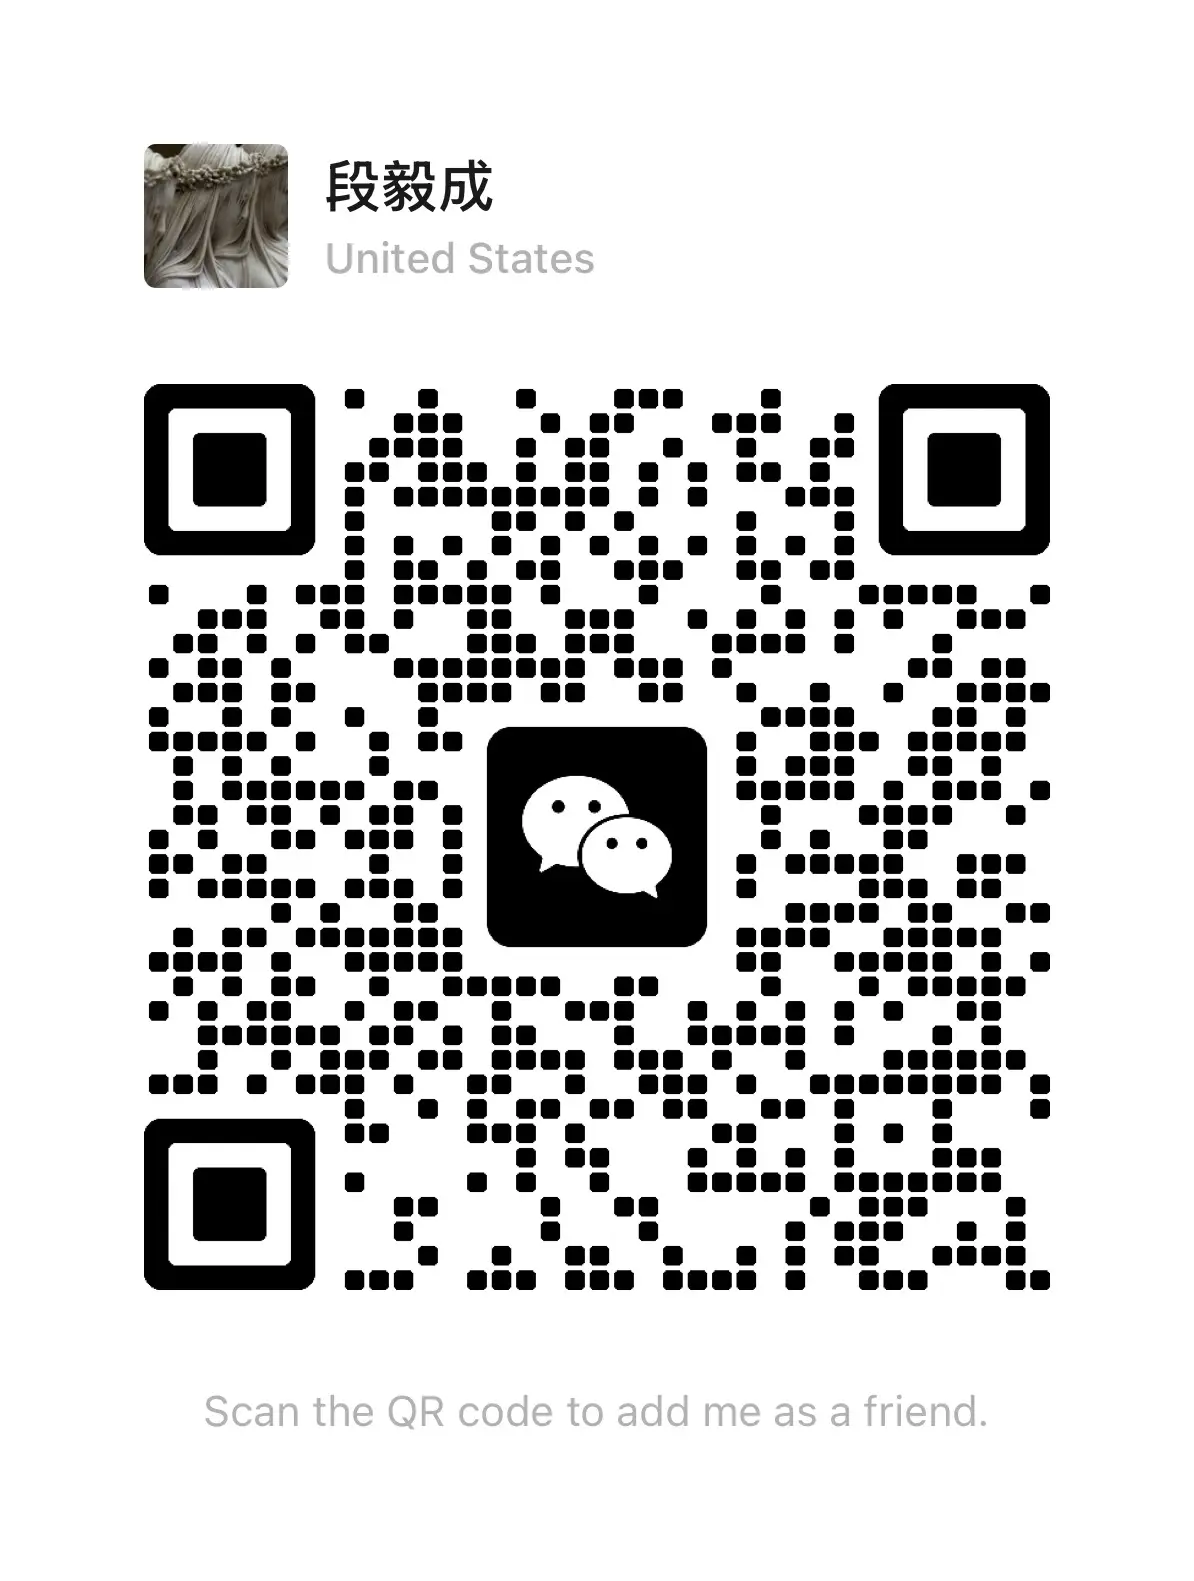 段毅成
United States
Scan the QR code to add me as a friend.